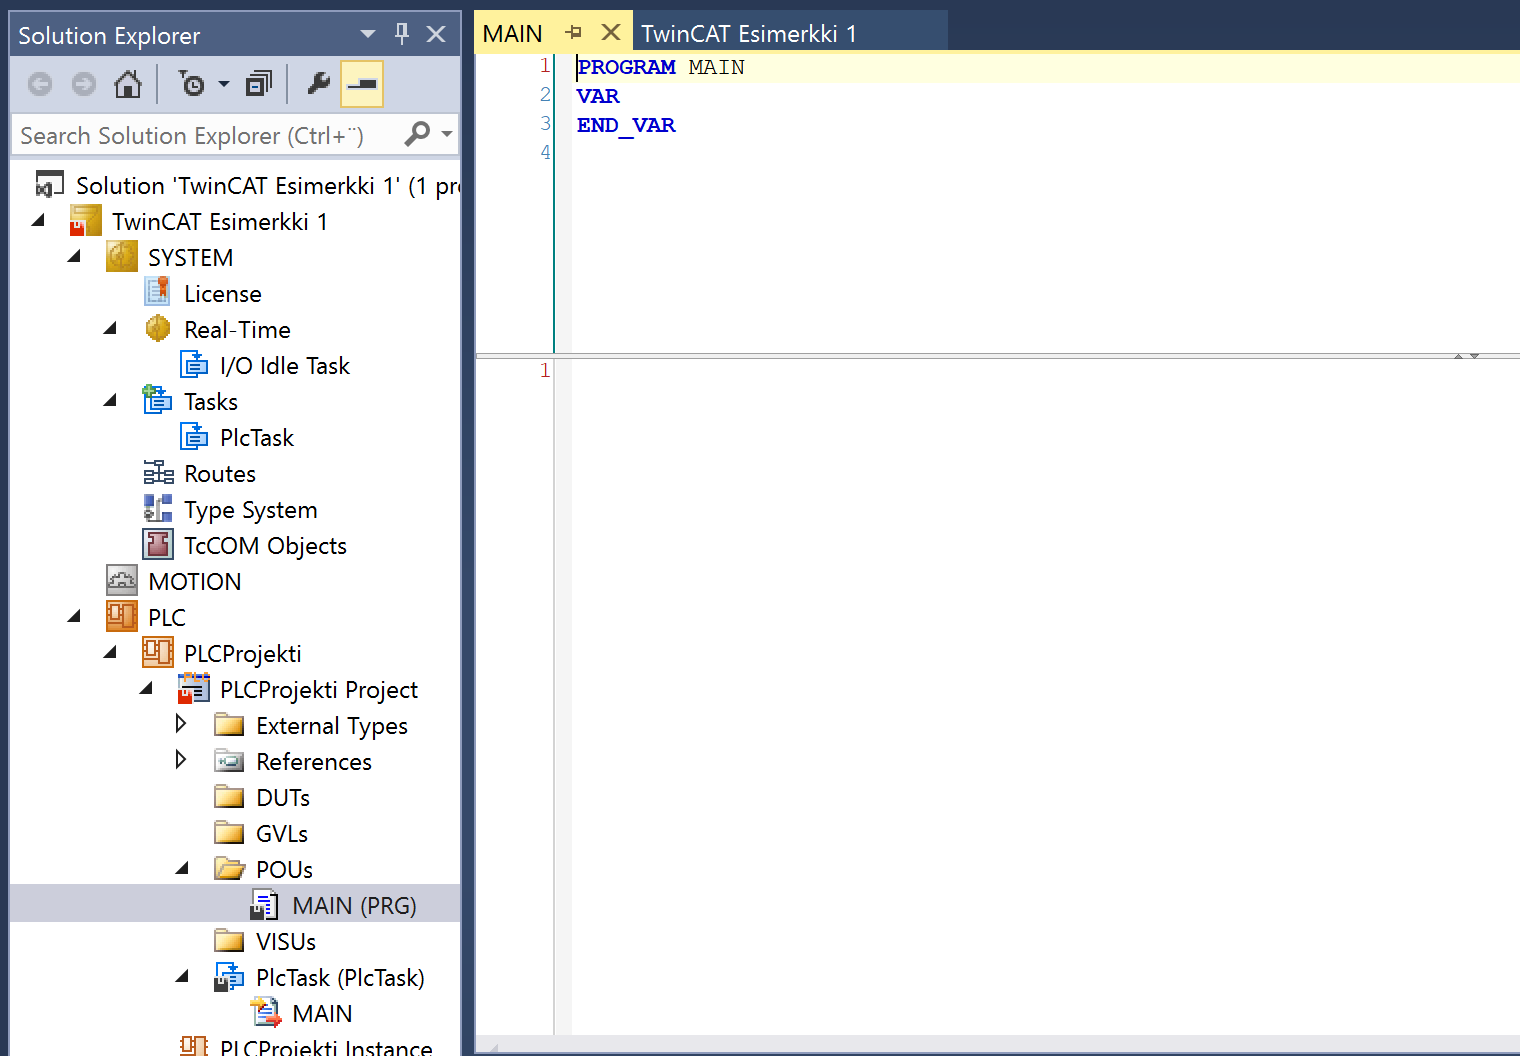 Solution Explorer
Search Solution Explorer (Ctrl+¨)
Solution 'TwinCAT Esimerkki 1' (1 pr
TwinCAT Esimerkki 1
SYSTEM
License
Real-Time
I/O Idle Task
Tasks
PlcTask
Routes
Type System
TcCOM Objects
MOTION
PLC
PLCProjekti
PLCProjekti Project
External Types
References
DUTs
GVLs
POUs
MAIN (PRG)
VISUs
PlcTask (PlcTask)
MAIN
PLCProjekti Instance
MAIN TwinCAT Esimerkki 1
1 PROGRAM MAIN
2 VAR
3 END_VAR
4
1